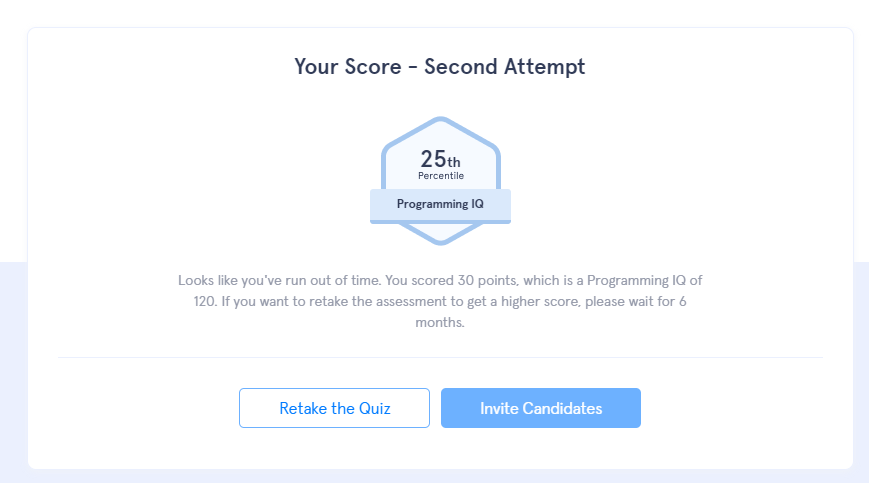 Your Score - Second Attempt
25th
Percentile
Programming IQ
Looks like you've run out of time. You scored 30 points, which is a Programming IQ of
120. If you want to retake the assessment to get a higher score, please wait for 6
months.
Retake the Quiz
Invite Candidates